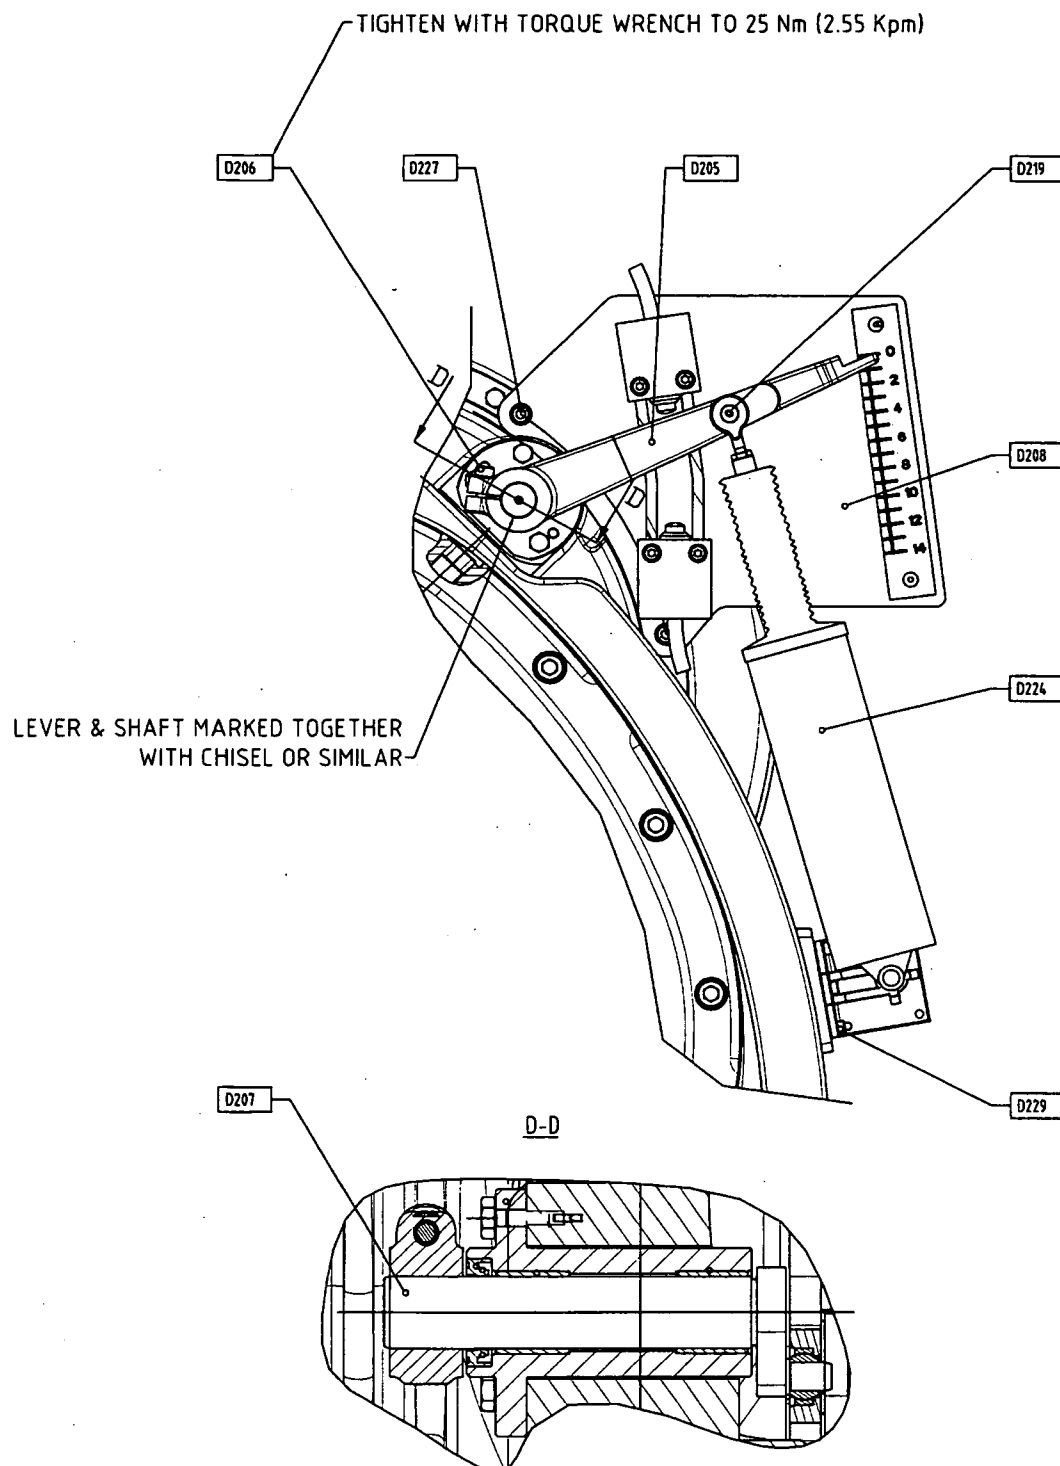 TIGHTEN WITH TORQUE WRENCH TO 25 Nm (2.55 Kpm)
D206
D227
D205
D219
D
0
2
4
6
D208
8
10
D
12
14
D224
LEVER & SHAFT MARKED TOGETHER
WITH CHISEL OR SIMILAR
D207
D229
D-D